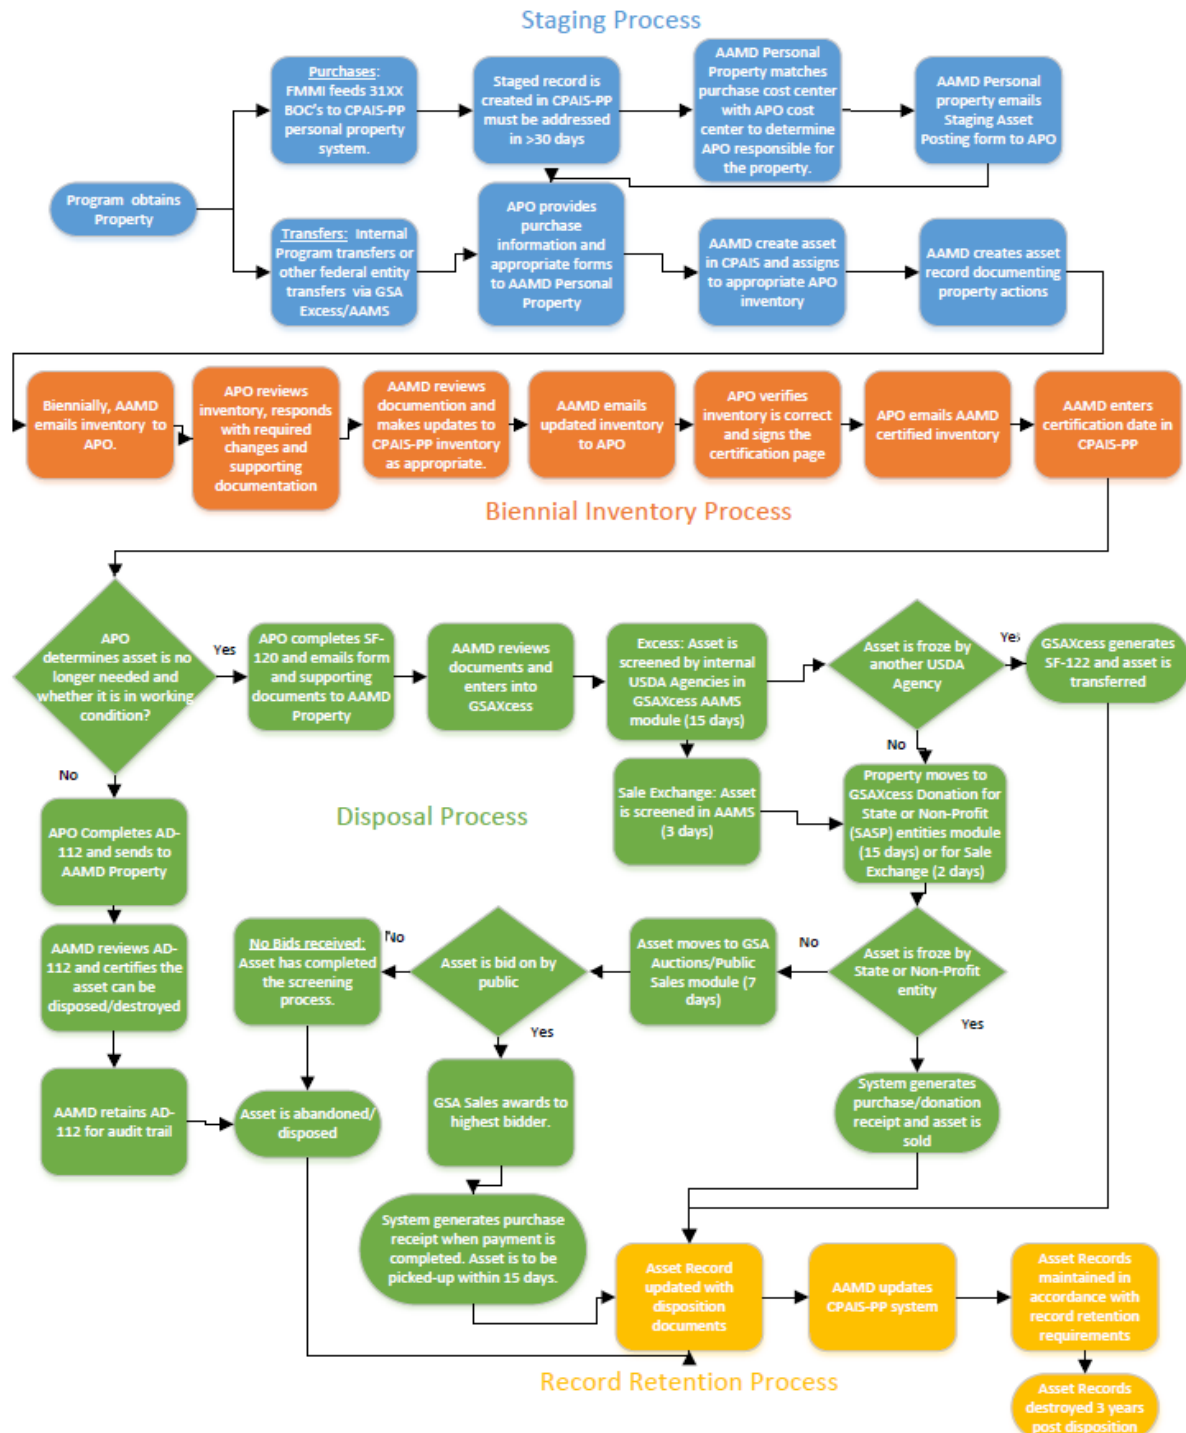 Staging Process
Purchases:
FMMI feeds 31XX
BOC's to CPAIS-PP
personal property
system.
Staged record is
created in CPAIS-PP
must be addressed
in >30 days
AAMD Personal
Property matches
purchase cost center
with APO cost
center to determine
APO responsible for
the property.
AAMD Personal
property emails
Staging Asset
Posting form to APO
Program obtains
Property
Transfers: Internal
Program transfers or
other federal entity
transfers via GSA
Excess/AAMS
APO provides
purchase
information and
appropriate forms
to AAMD Personal
Property
AAMD create asset
in CPAIS and assigns
to appropriate APO
inventory
AAMD creates asset
record documenting
property actions
Biennially, AAMD
emails inventory to
APO.
APO reviews
inventory, responds
with required
changes and
supporting
documentation
AAMD reviews
documention and
makes updates to
CPAIS-PP inventory
as appropriate.
AAMD emails
updated inventory
to APO
APO verifies
inventory is correct
and signs the
certification page
APO emails AAMD
certified inventory
AAMD enters
certification date in
CPAIS-PP
Biennial Inventory Process
APO
determines asset is no
longer needed and
whether it is in working
condition?
Yes
APO completes SF-
120 and emails form
and supporting
documents to AAMD
Property
AAMD reviews
documents and
enters into
GSAXcess
Excess: Asset is
screened by internal
USDA Agencies in
GSAXcess AAMS
module (15 days)
Asset is froze by
another USDA
Agency
Yes
GSAXcess generates
SF-122 and asset is
transferred
No
No
Sale Exchange: Asset
is screened in AAMS
(3 days)
Property moves to
GSAXcess Donation for
State or Non-Profit
(SASP) entities module
(15 days) or for Sale
Exchange (2 days)
Disposal Process
APO Completes AD-
112 and sends to
AAMD Property
AAMD reviews AD-
112 and certifies the
asset can be
disposed/destroyed
No Bids received:
Asset has completed
the screening
process.
No
Asset is bid on by
public
Asset moves to GSA
Auctions/Public
Sales module (7
days)
No
Asset is froze by
State or Non-Profit
entity
Yes
Yes
AAMD retains AD-
112 for audit trail
Asset is abandoned/
disposed
GSA Sales awards to
highest bidder.
System generates
purchase/donation
receipt and asset is
sold
System generates purchase
receipt when payment is
completed. Asset is to be
picked-up within 15 days.
Asset Record
updated with
disposition
documents
AAMD updates
CPAIS-PP system
Asset Records
maintained in
accordance with
record retention
requirements
Record Retention Process
Asset Records
destroyed 3 years
post disposition